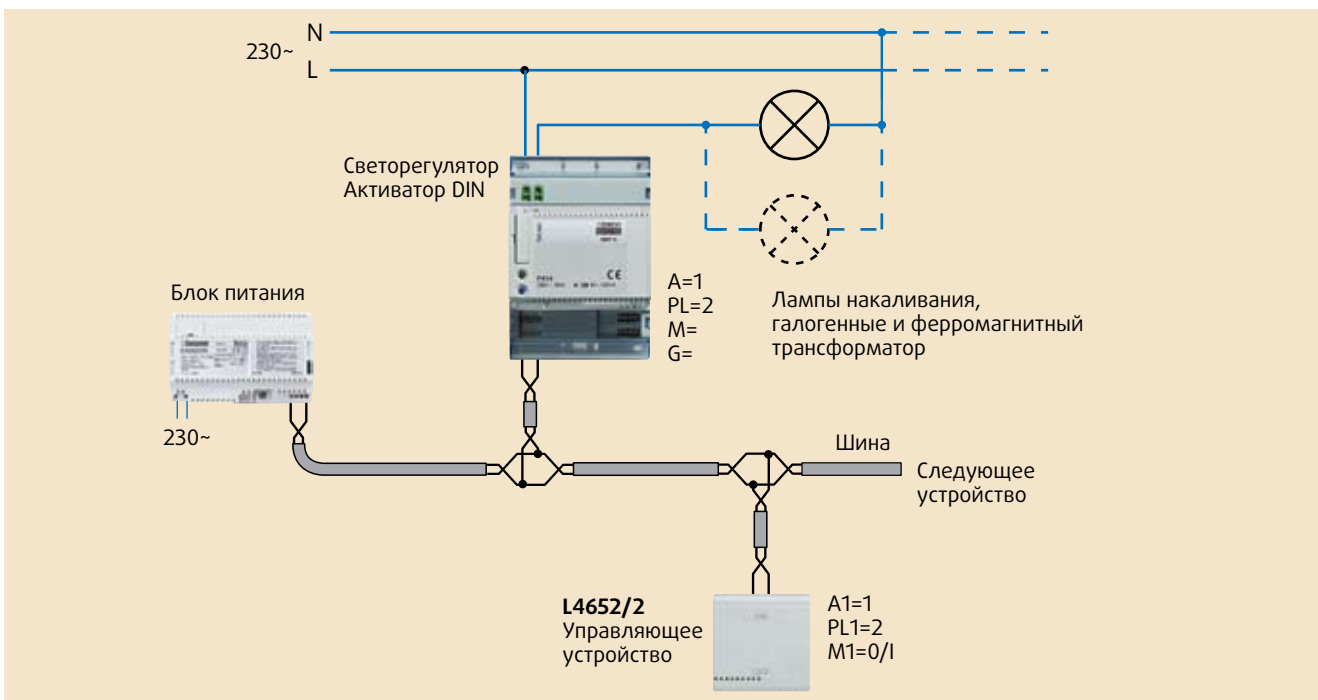 N
230~
L
Светорегулятор
Активатор DIN
A=1
PL=2
M=
G=
Лампы накаливания,
галогенные и ферромагнитный
трансформатор
Блок питания
230~
Шина
Следующее
устройство
L4652/2
Управляющее
устройство
A1=1
PL1=2
M1=0/I